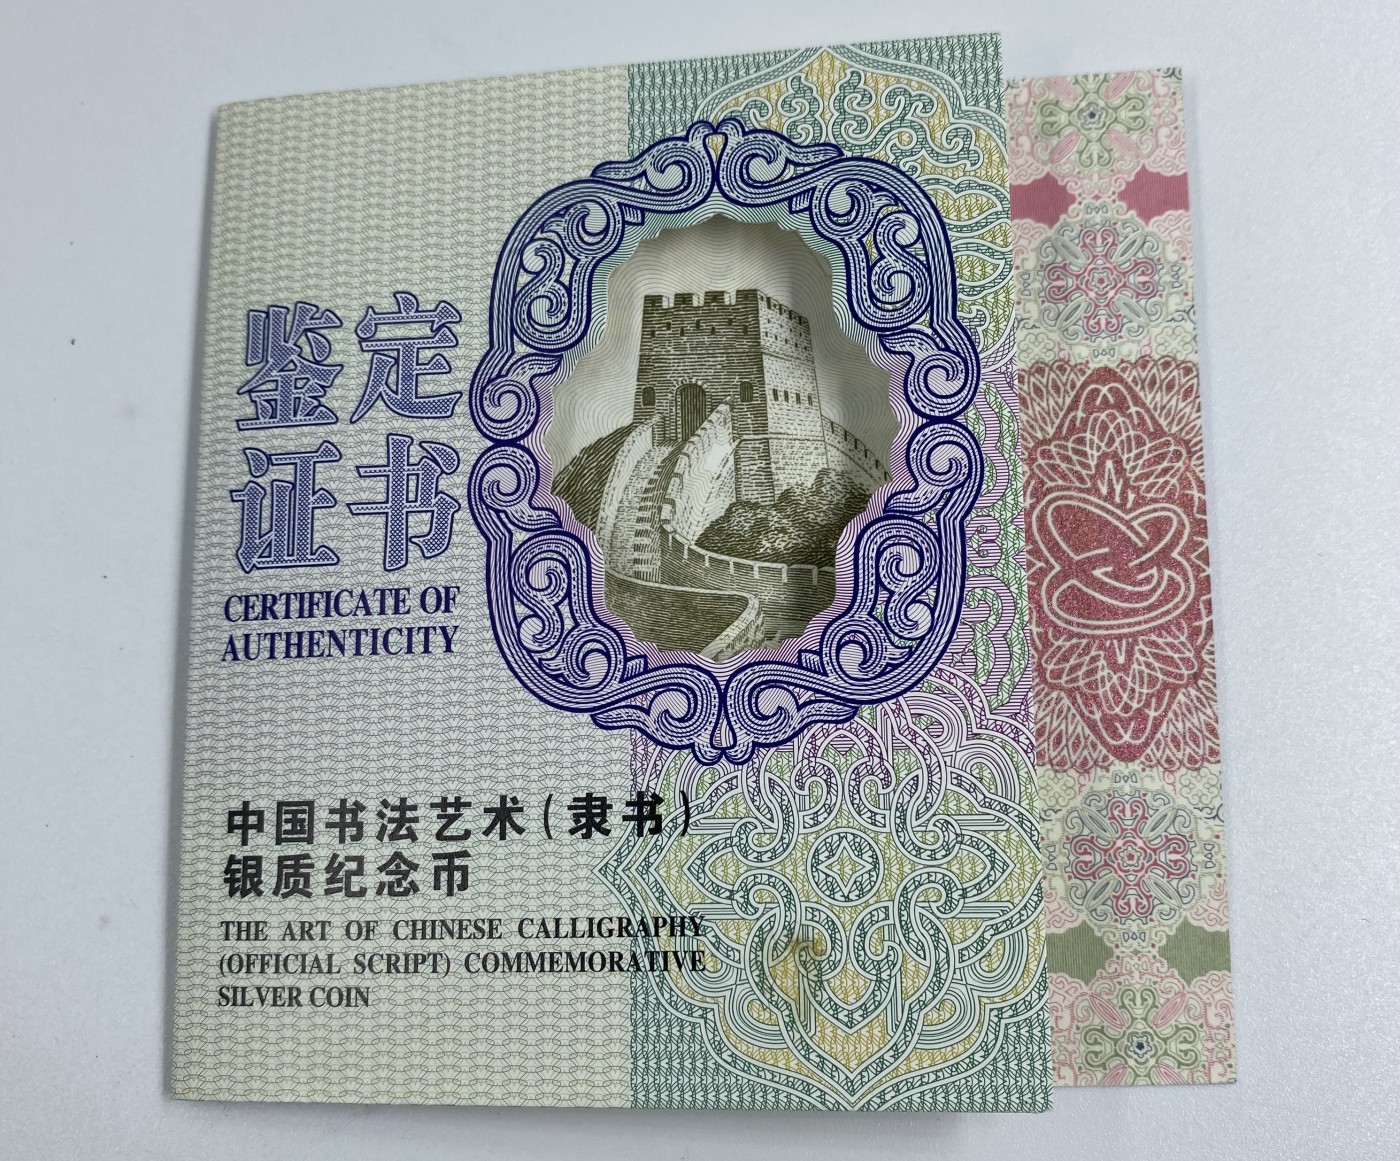 鉴定
证书
CERTIFICATE OF
AUTHENTICITY
中国书法艺术(隶书)
银质纪念币
THE ART OF CHINESE CALLIGRAPHY
(OFFICIAL SCRIPT) COMMEMORATIVE
SILVER COIN